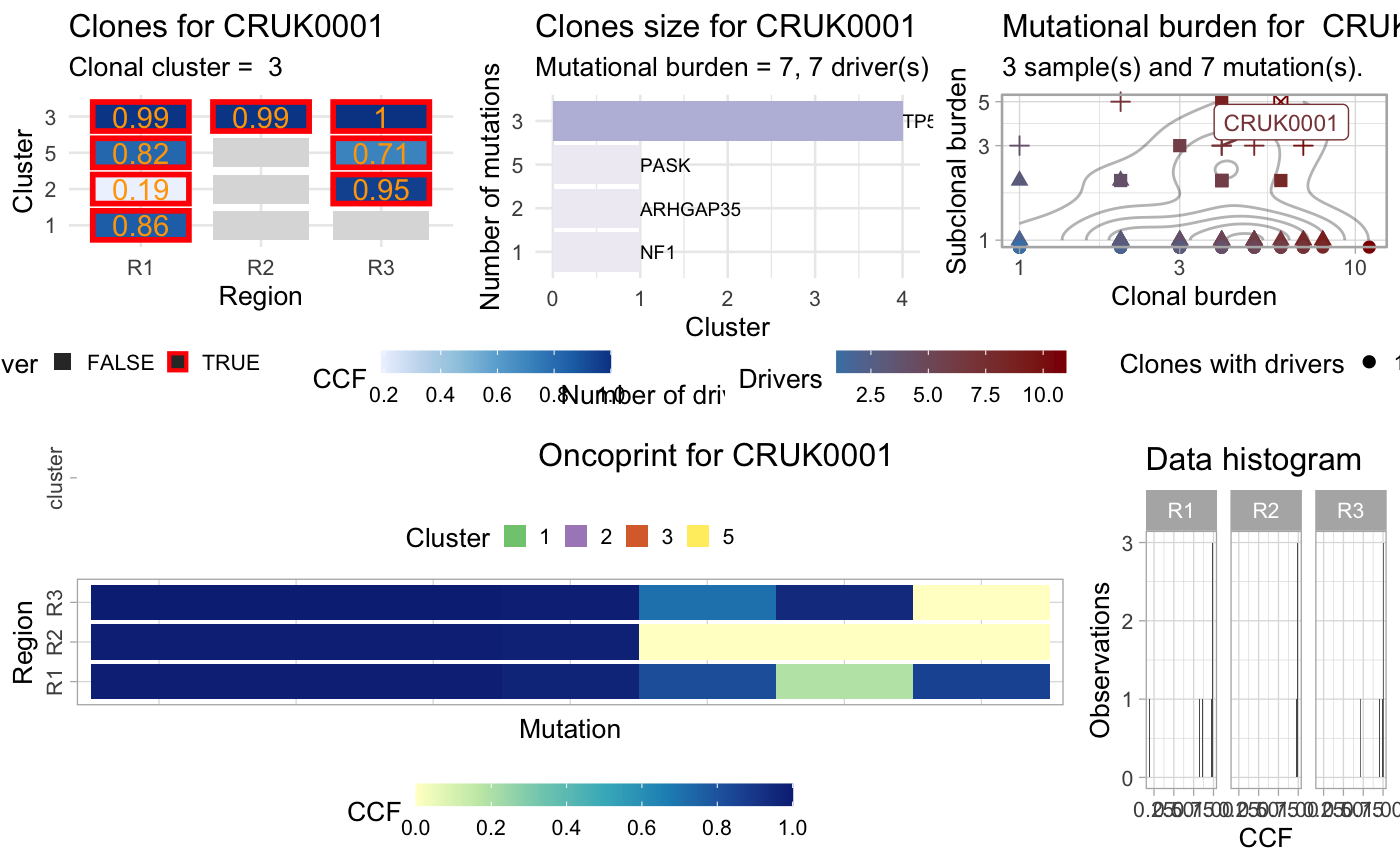 Clones for CRUK0001
Clonal cluster = 3
Cluster
3
5
2
1
0.99 0.99 1
0.82 0.71
0.19 0.95
0.86
R1 R2 R3
Region
Clones size for CRUK0001
Mutational burden = 7, 7 driver(s)
Number of mutations
3
5
2
1
PASK
ARHGAP35
NF1
0 1 2 3 4
Cluster
Mutational burden for CRUK
3 sample(s) and 7 mutation(s).
Subclonal burden
5
3
1
CRUK0001
1 3 10
Clonal burden
ver FALSE TRUE
CCF
0.2 0.4 0.6 0.8 1.0
Number of dri
Drivers
2.5 5.0 7.5 10.0
Clones with drivers 1
Oncoprint for CRUK0001
cluster
Cluster 1 2 3 5
Region
R3
R2
R1
Mutation
CCF
0.0 0.2 0.4 0.6 0.8 1.0
Data histogram
R1 R2 R3
Observations
3
2
1
0
CCF